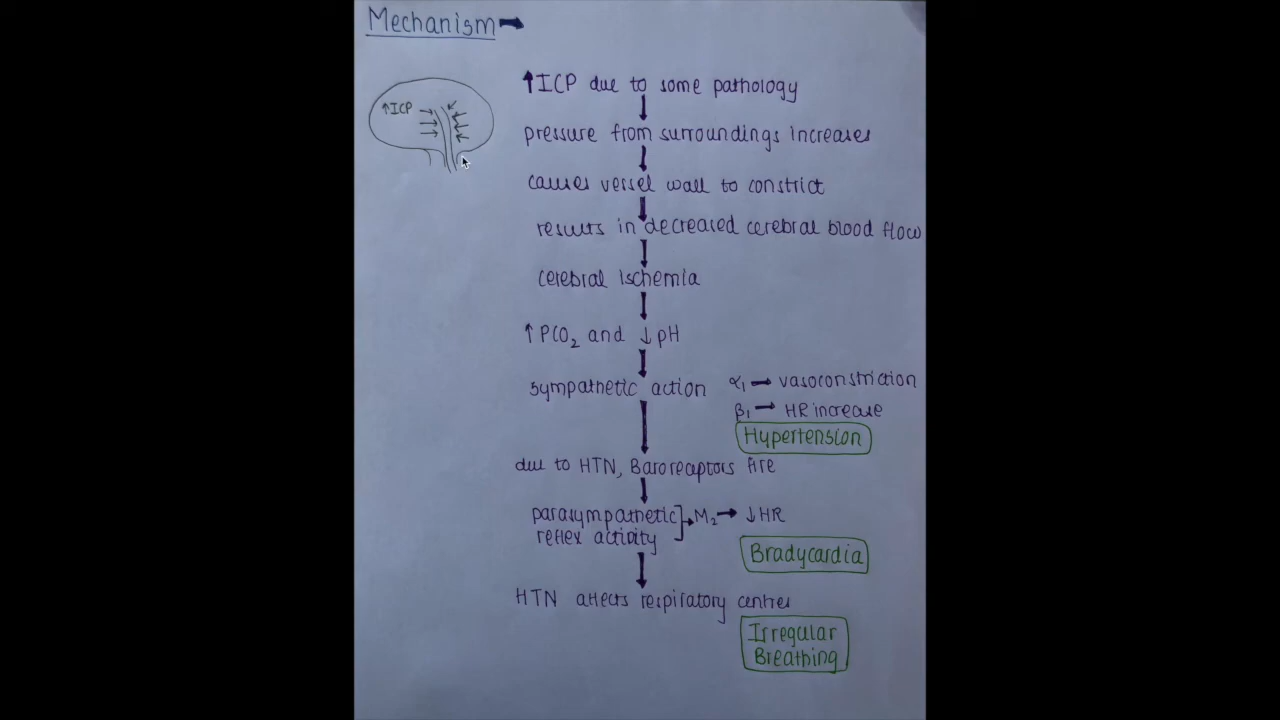 Mechanism →
↑ICP
↑ICP due to some pathology
pressure from surroundings increases
causes vessel wall to constrict
results in decreased cerebral blood flow
cerebral Ischemia
↑PCO₂ and ↓pH
sympathetic action α₁ → vasoconstriction
β₁ → HR increase
Hypertension
due to HTN, Baroreaptors fire
parasympathetic
reflex activity
M₂ → ↓HR
Bradycardia
HTN affects respiratory centres
Irregular
Breathing